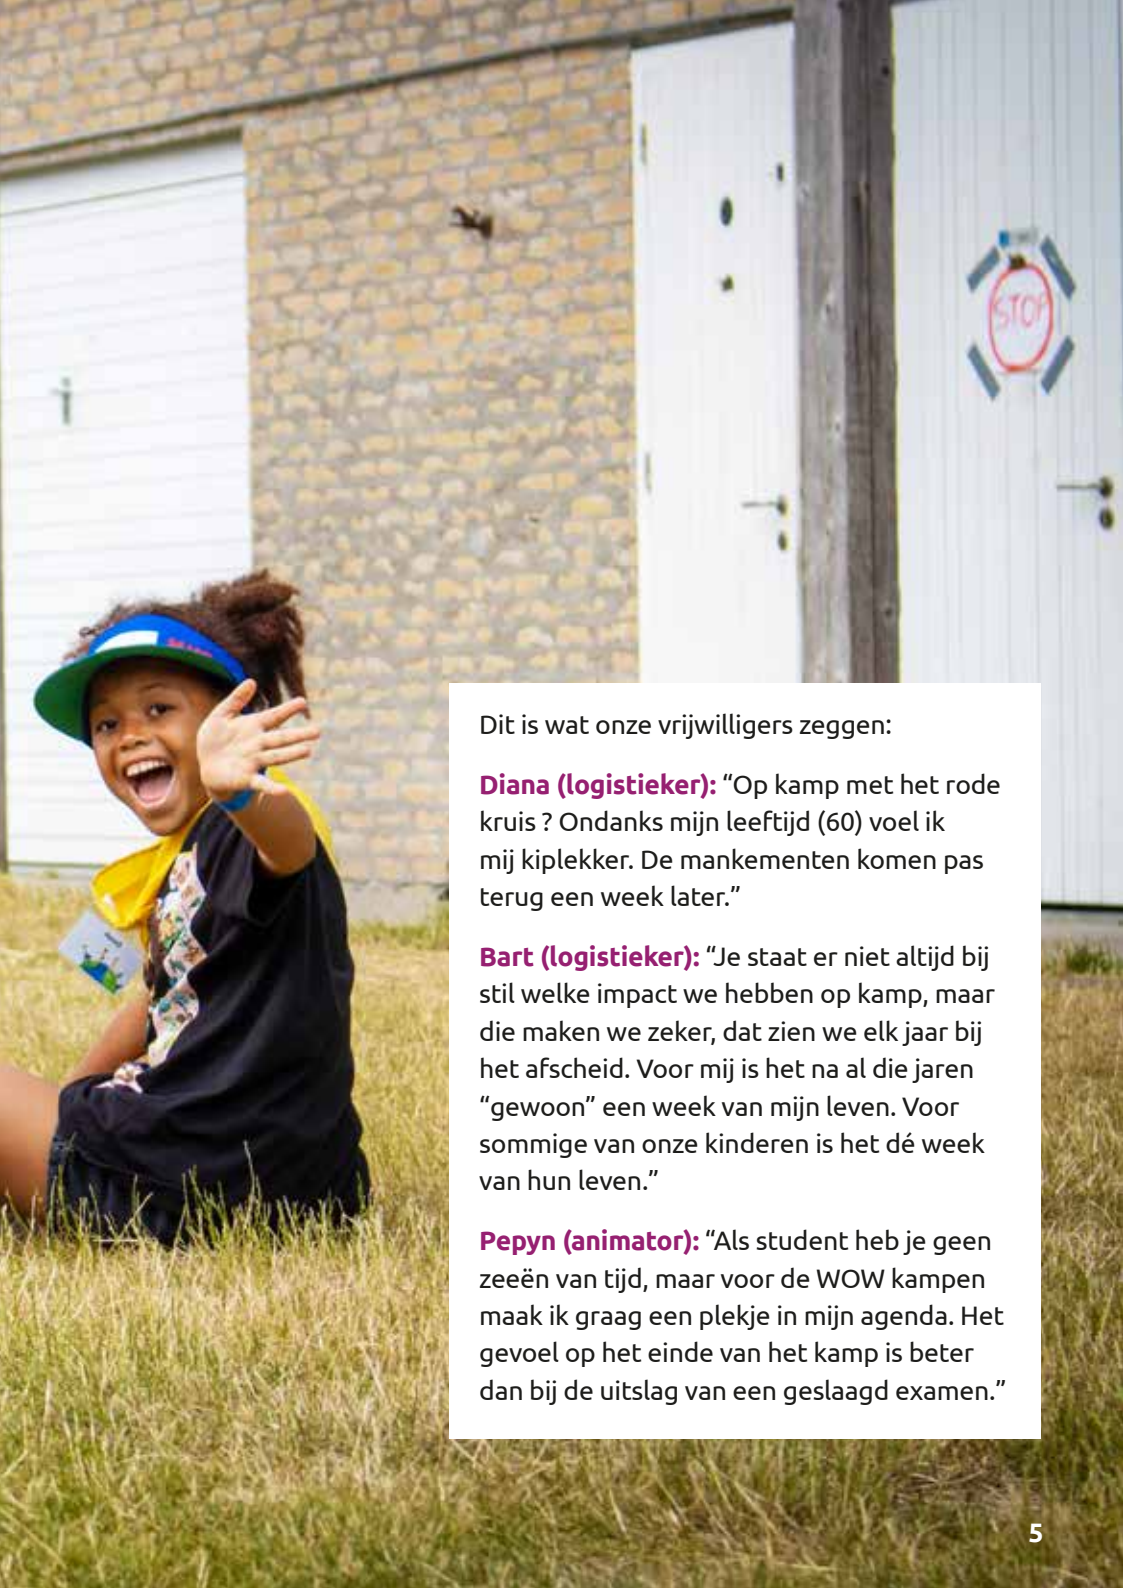 STOP
Dit is wat onze vrijwilligers zeggen:
Diana (logistieker): “Op kamp met het rode
kruis ? Ondanks mijn leeftijd (60) voel ik
mij kiplekker. De mankementen komen pas
terug een week later.”
Bart (logistieker): “Je staat er niet altijd bij
stil welke impact we hebben op kamp, maar
die maken we zeker, dat zien we elk jaar bij
het afscheid. Voor mij is het na al die jaren
“gewoon” een week van mijn leven. Voor
sommige van onze kinderen is het dé week
van hun leven.”
Pepyn (animator): “Als student heb je geen
zeeën van tijd, maar voor de WOW kampen
maak ik graag een plekje in mijn agenda. Het
gevoel op het einde van het kamp is beter
dan bij de uitslag van een geslaagd examen.”
5